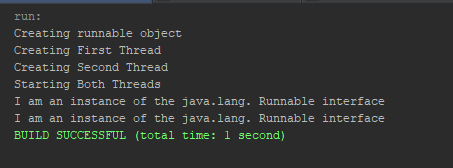 run:
Creating runnable object
Creating First Thread
Creating Second Thread
Starting Both Threads
I am an instance of the java.lang. Runnable interface
I am an instance of the java.lang. Runnable interface
BUILD SUCCESSFUL (total time: 1 second)